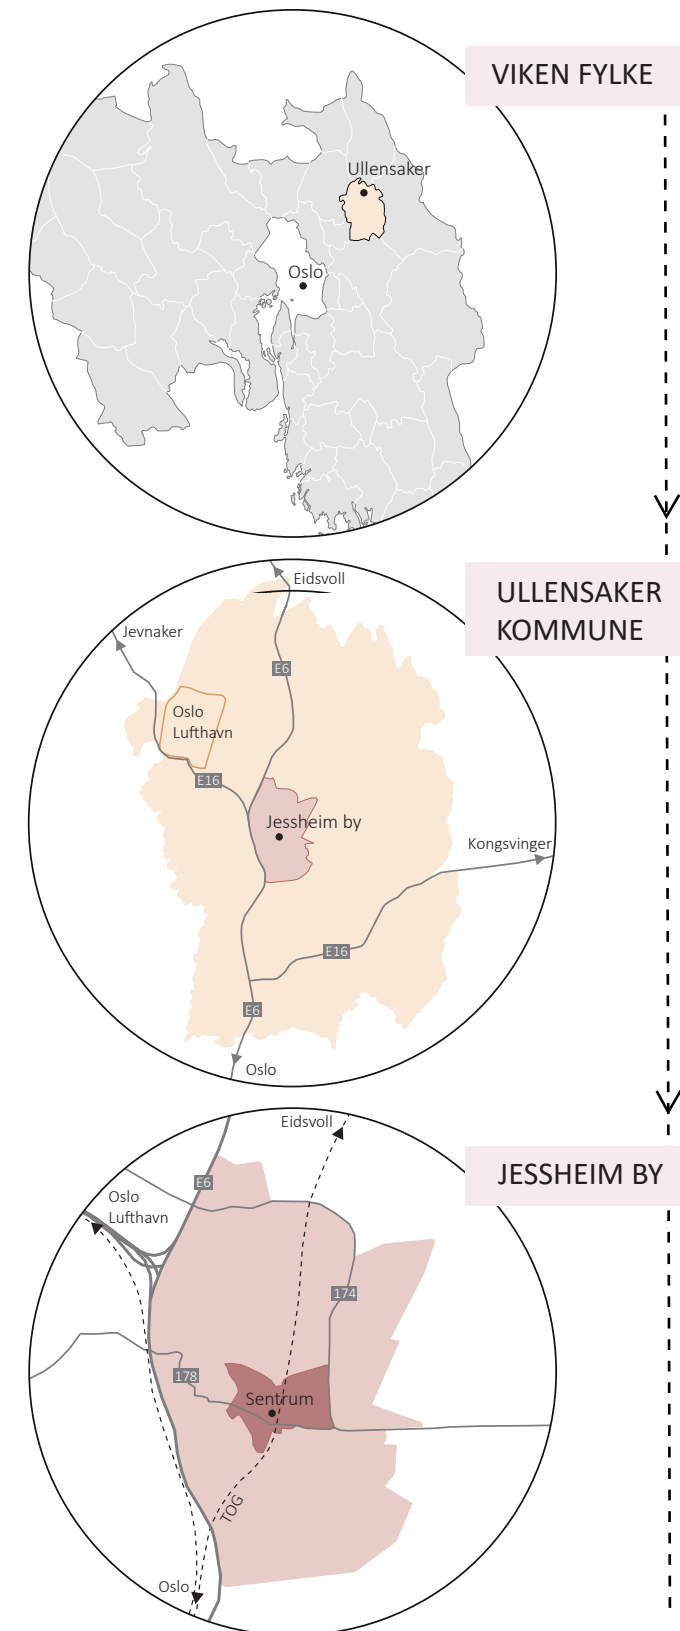 VIKEN FYLKE
Ullensaker
Oslo
Eidsvoll
ULLENSAKER
KOMMUNE
Jevnaker
E6
Oslo
Lufthavn
E16
Jessheim by
Kongsvinger
E16
E6
Oslo
Eidsvoll
JESSHEIM BY
E6
Oslo
Lufthavn
174
178
Sentrum
TOG
Oslo